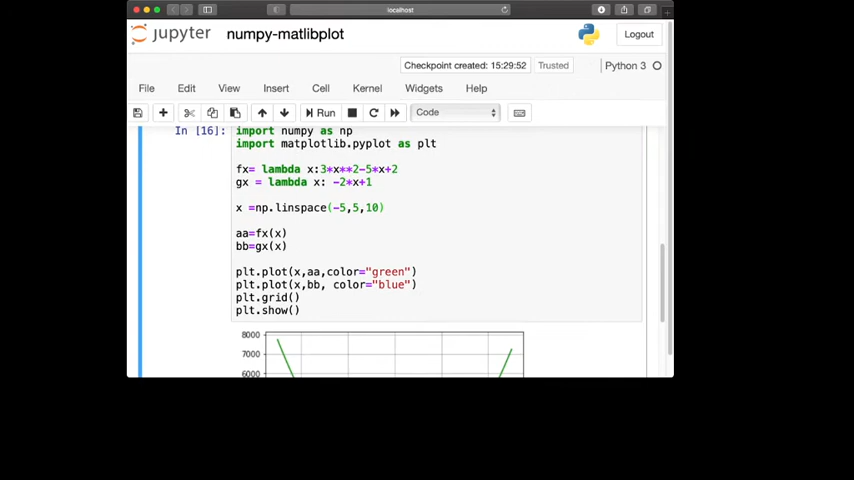 localhost
jupyter numpy-matlibplot Logout
Checkpoint created: 15:29:52 Trusted Python 3
File Edit View Insert Cell Kernel Widgets Help
Run Code
In [16]: import numpy as np
import matplotlib.pyplot as plt
fx= lambda x:3*x**2-5*x+2
gx = lambda x: -2*x+1
x =np.linspace(-5,5,10)
aa=fx(x)
bb=gx(x)
plt.plot(x,aa,color="green")
plt.plot(x,bb, color="blue")
plt.grid()
plt.show()
8000
7000
6000